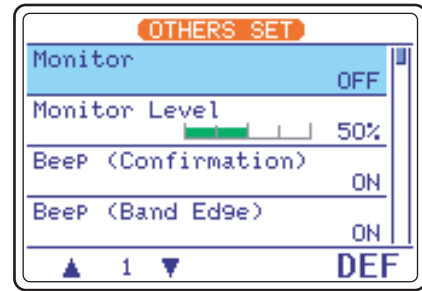 OTHERS SET
Monitor
OFF
Monitor Level
50%
Beep (Confirmation)
ON
Beep (Band Edge)
ON
▲ 1 ▼ DEF